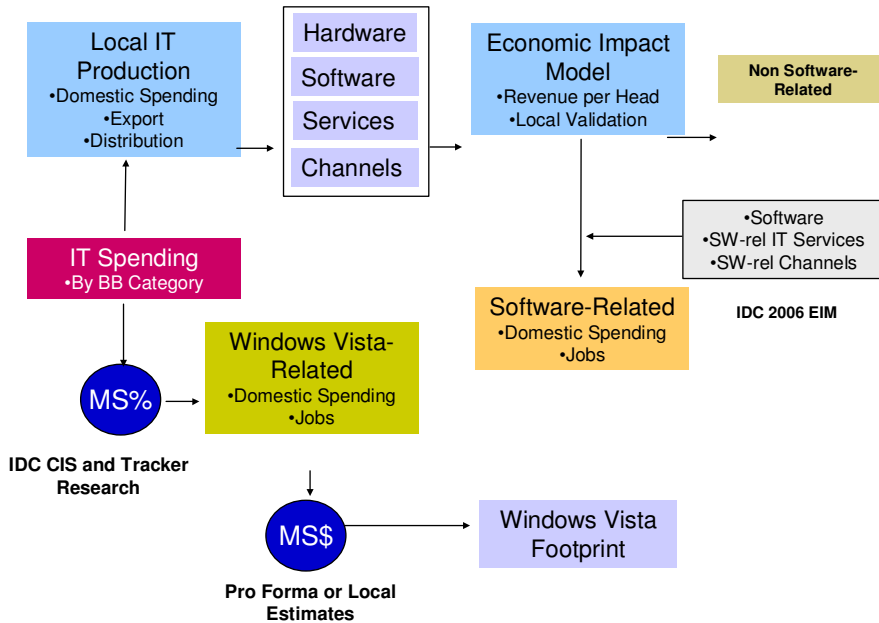 Local IT
Production
•Domestic Spending
•Export
•Distribution
Hardware
Software
Services
Channels
Economic Impact
Model
•Revenue per Head
•Local Validation
Non Software-
Related
•Software
•SW-rel IT Services
•SW-rel Channels
IDC 2006 EIM
IT Spending
•By BB Category
Software-Related
•Domestic Spending
•Jobs
Windows Vista-
Related
•Domestic Spending
•Jobs
MS%
IDC CIS and Tracker
Research
MS$
Pro Forma or Local
Estimates
Windows Vista
Footprint